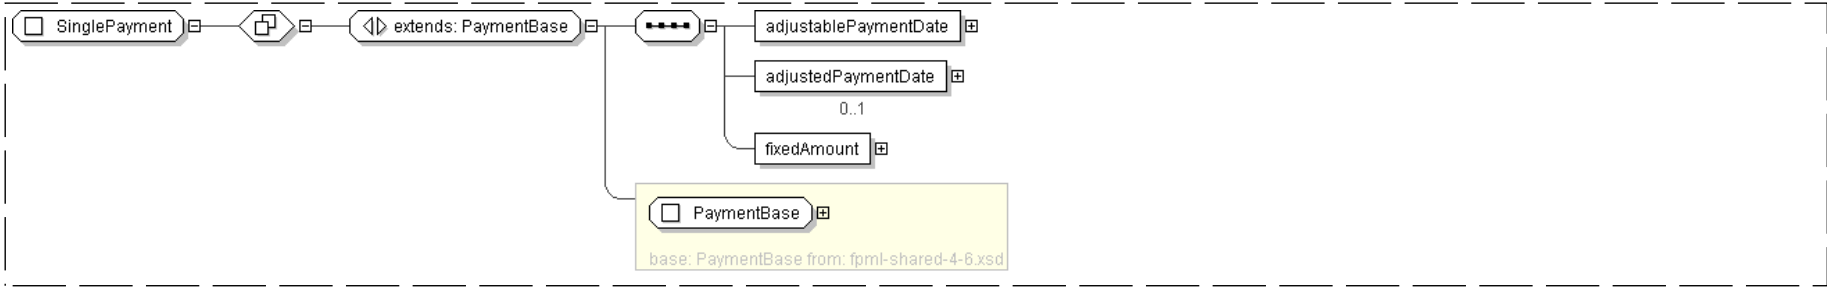 SinglePayment
extends: PaymentBase
adjustablePaymentDate
adjustedPaymentDate
0..1
fixedAmount
PaymentBase
base: PaymentBase from: fpml-shared-4-6.xsd